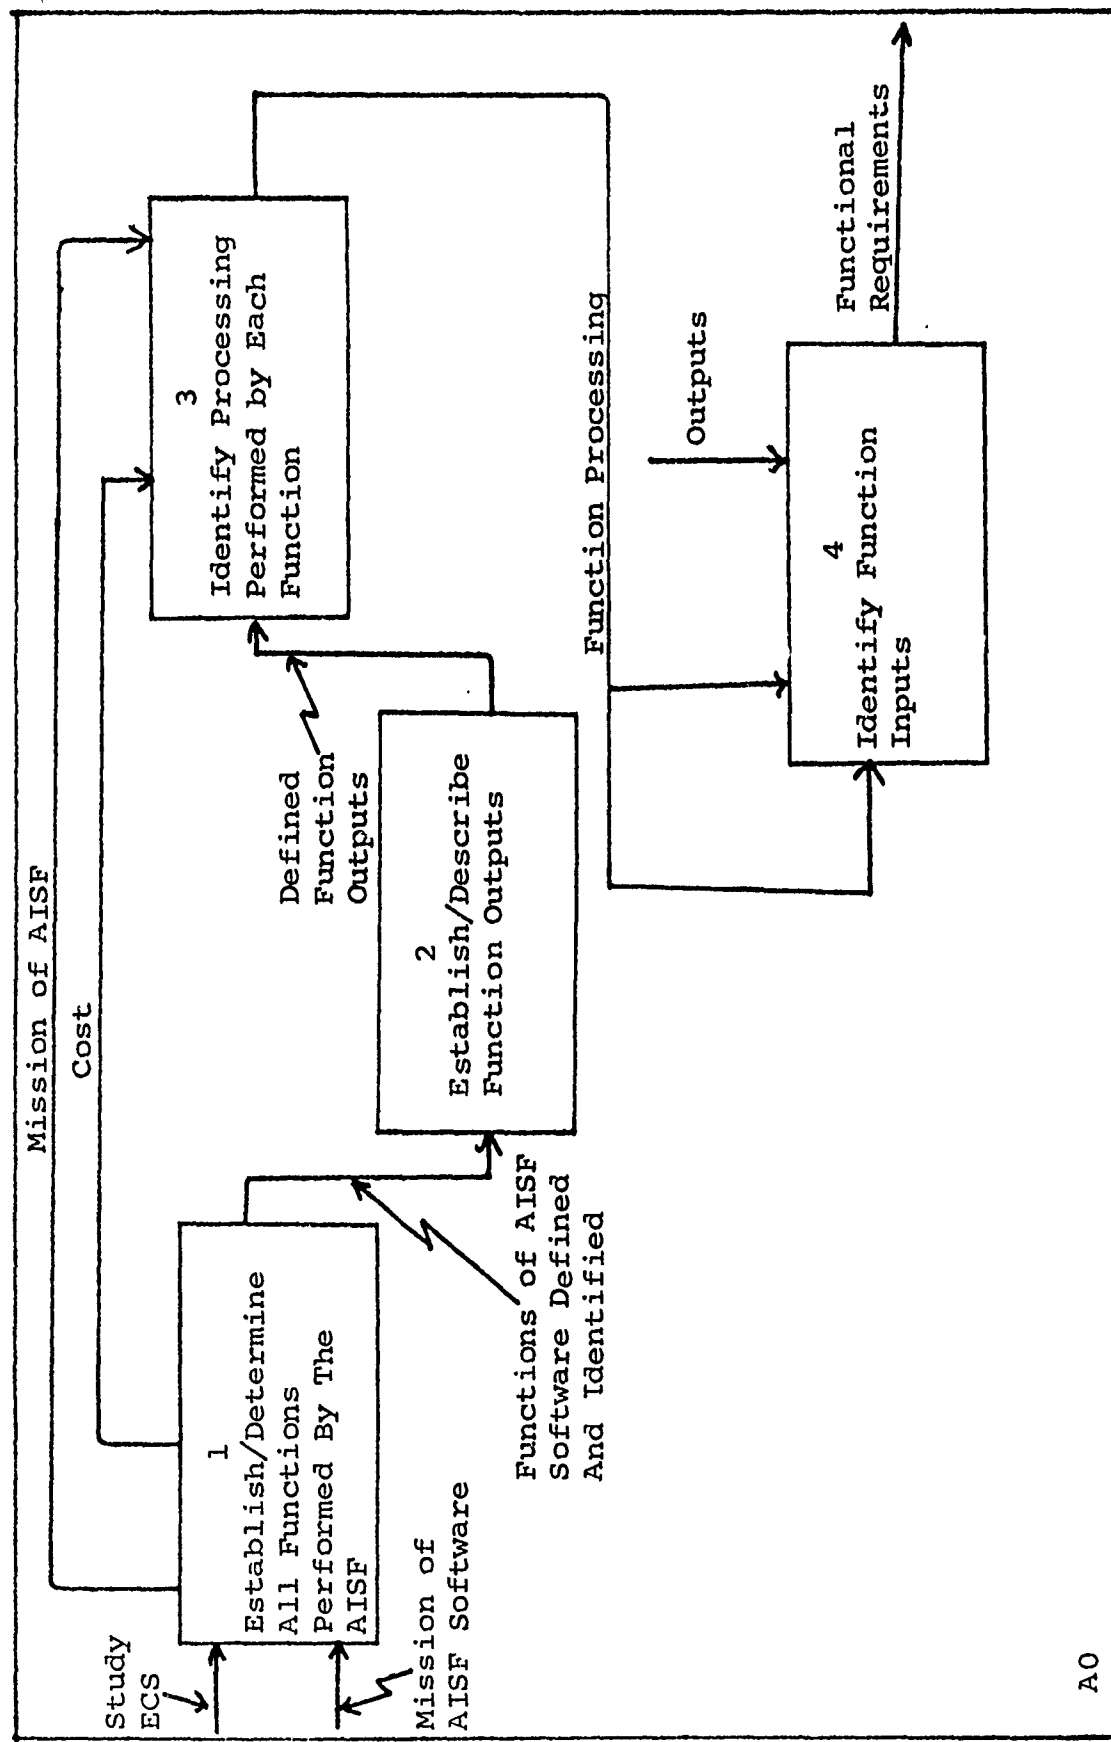 Mission of AISF
Cost
Study
ECS
Mission of
AISF Software
1
Establish/Determine
All Functions
Performed By The
AISF
Functions of AISF
Software Defined
And Identified
2
Establish/Describe
Function Outputs
Defined
Function
Outputs
3
Identify Processing
Performed by Each
Function
Function Processing
Outputs
4
Identify Function
Inputs
Functional
Requirements
A0